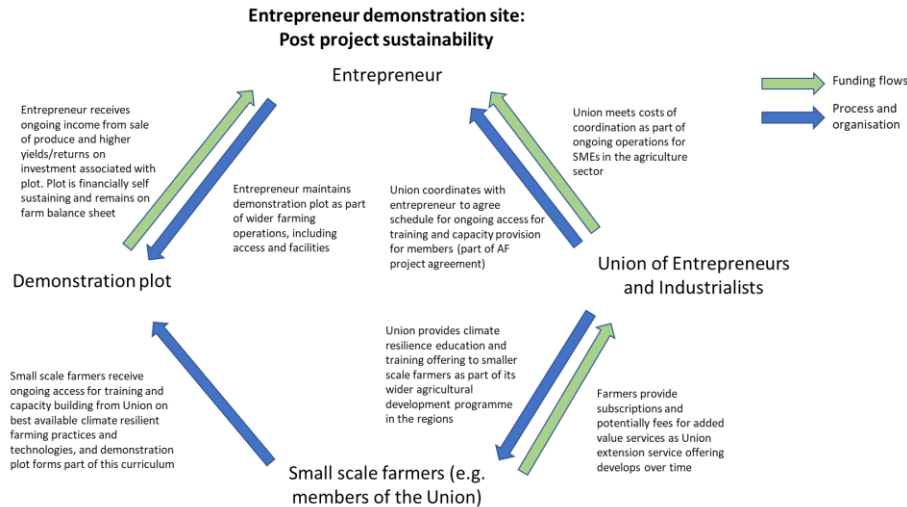 Entrepreneur demonstration site:
Post project sustainability
Entrepreneur
Funding flows
Process and
organisation
Entrepreneur receives
ongoing income from sale
of produce and higher
yields/returns on
investment associated with
plot. Plot is financially self
sustaining and remains on
farm balance sheet
Entrepreneur maintains
demonstration plot as part
of wider farming
operations, including
access and facilities
Union coordinates with
entrepreneur to agree
schedule for ongoing access for
training and capacity provision
for members (part of AF
project agreement)
Union meets costs of
coordination as part of
ongoing operations for
SMEs in the agriculture
sector
Demonstration plot
Union of Entrepreneurs
and Industrialists
Small scale farmers receive
ongoing access for training and
capacity building from Union on
best available climate resilient
farming practices and
technologies, and demonstration
plot forms part of this curriculum
Union provides climate
resilience education and
training offering to smaller
scale farmers as part of its
wider agricultural
development programme
in the regions
Farmers provide
subscriptions and
potentially fees for added
value services as Union
extension service offering
develops over time
Small scale farmers (e.g.
members of the Union)